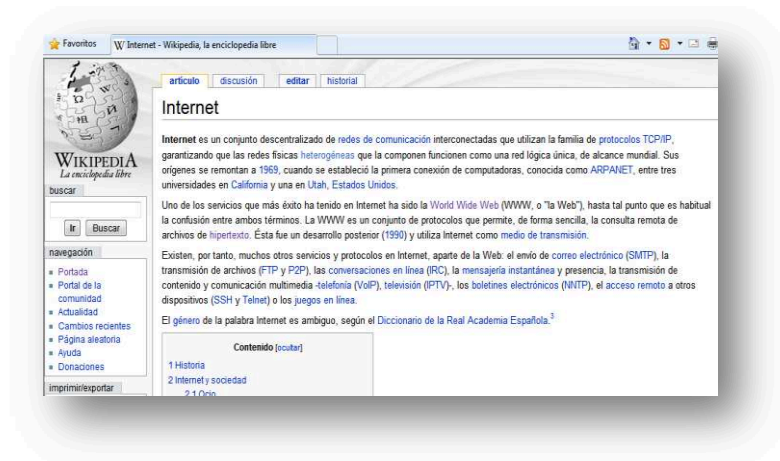 Favoritos
W Internet - Wikipedia, la enciclopedia libre
artículo discusión editar historial
Internet
WIKIPEDIA
La enciclopedia libre
buscar
Ir Buscar
navegación
Portada
Portal de la
comunidad
Actualidad
Cambios recientes
Página aleatoria
Ayuda
Donaciones
imprimir/exportar
Internet es un conjunto descentralizado de redes de comunicación interconectadas que utilizan la familia de protocolos TCP/IP,
garantizando que las redes físicas heterogéneas que la componen funcionen como una red lógica única, de alcance mundial. Sus
orígenes se remontan a 1969, cuando se estableció la primera conexión de computadoras, conocida como ARPANET, entre tres
universidades en California y una en Utah, Estados Unidos.
Uno de los servicios que más éxito ha tenido en Internet ha sido la World Wide Web (WWW, o "la Web"), hasta tal punto que es habitual
la confusión entre ambos términos. La WWW es un conjunto de protocolos que permite, de forma sencilla, la consulta remota de
archivos de hipertexto. Ésta fue un desarrollo posterior (1990) y utiliza Internet como medio de transmisión.
Existen, por tanto, muchos otros servicios y protocolos en Internet, aparte de la Web: el envío de correo electrónico (SMTP), la
transmisión de archivos (FTP y P2P), las conversaciones en línea (IRC), la mensajería instantánea y presencia, la transmisión de
contenido y comunicación multimedia -telefonía (VoIP), televisión (IPTV)-, los boletines electrónicos (NNTP), el acceso remoto a otros
dispositivos (SSH y Telnet) o los juegos en línea.
El género de la palabra Internet es ambiguo, según el Diccionario de la Real Academia Española.3
Contenido [ocultar]
1 Historia
2 Internet y sociedad
2.1 Ocio